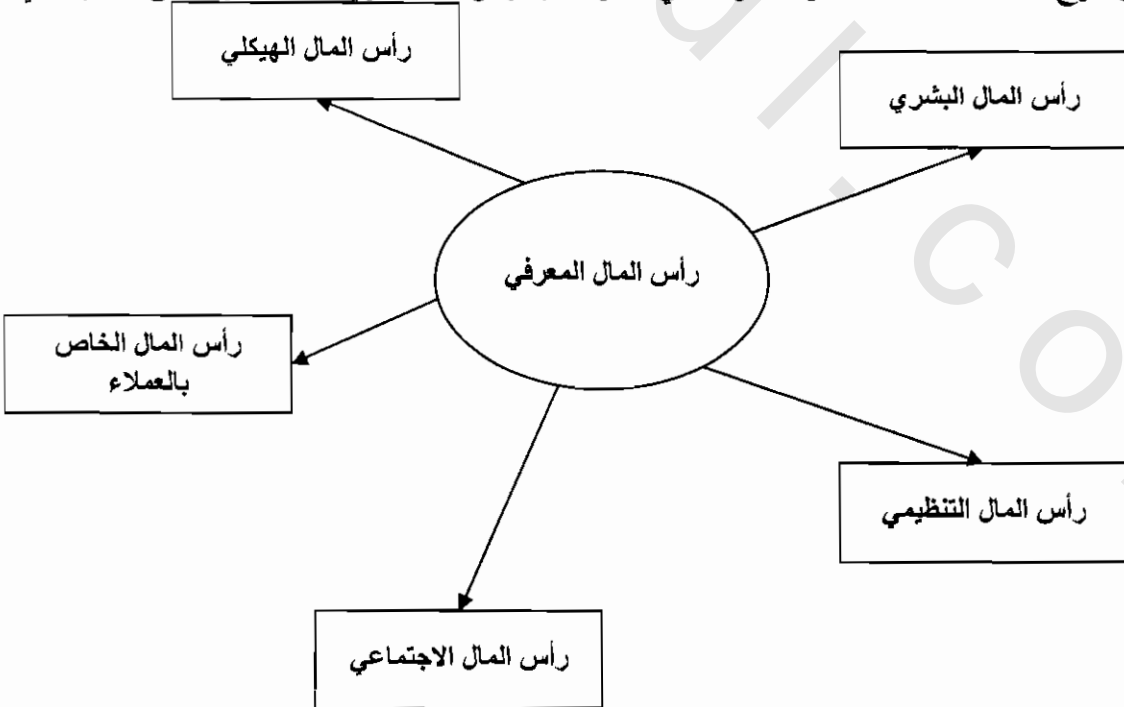 رأس المال الهيكلي
رأس المال البشري
رأس المال المعرفي
رأس المال الخاص
بالعملاء
رأس المال التنظيمي
رأس المال الاجتماعي